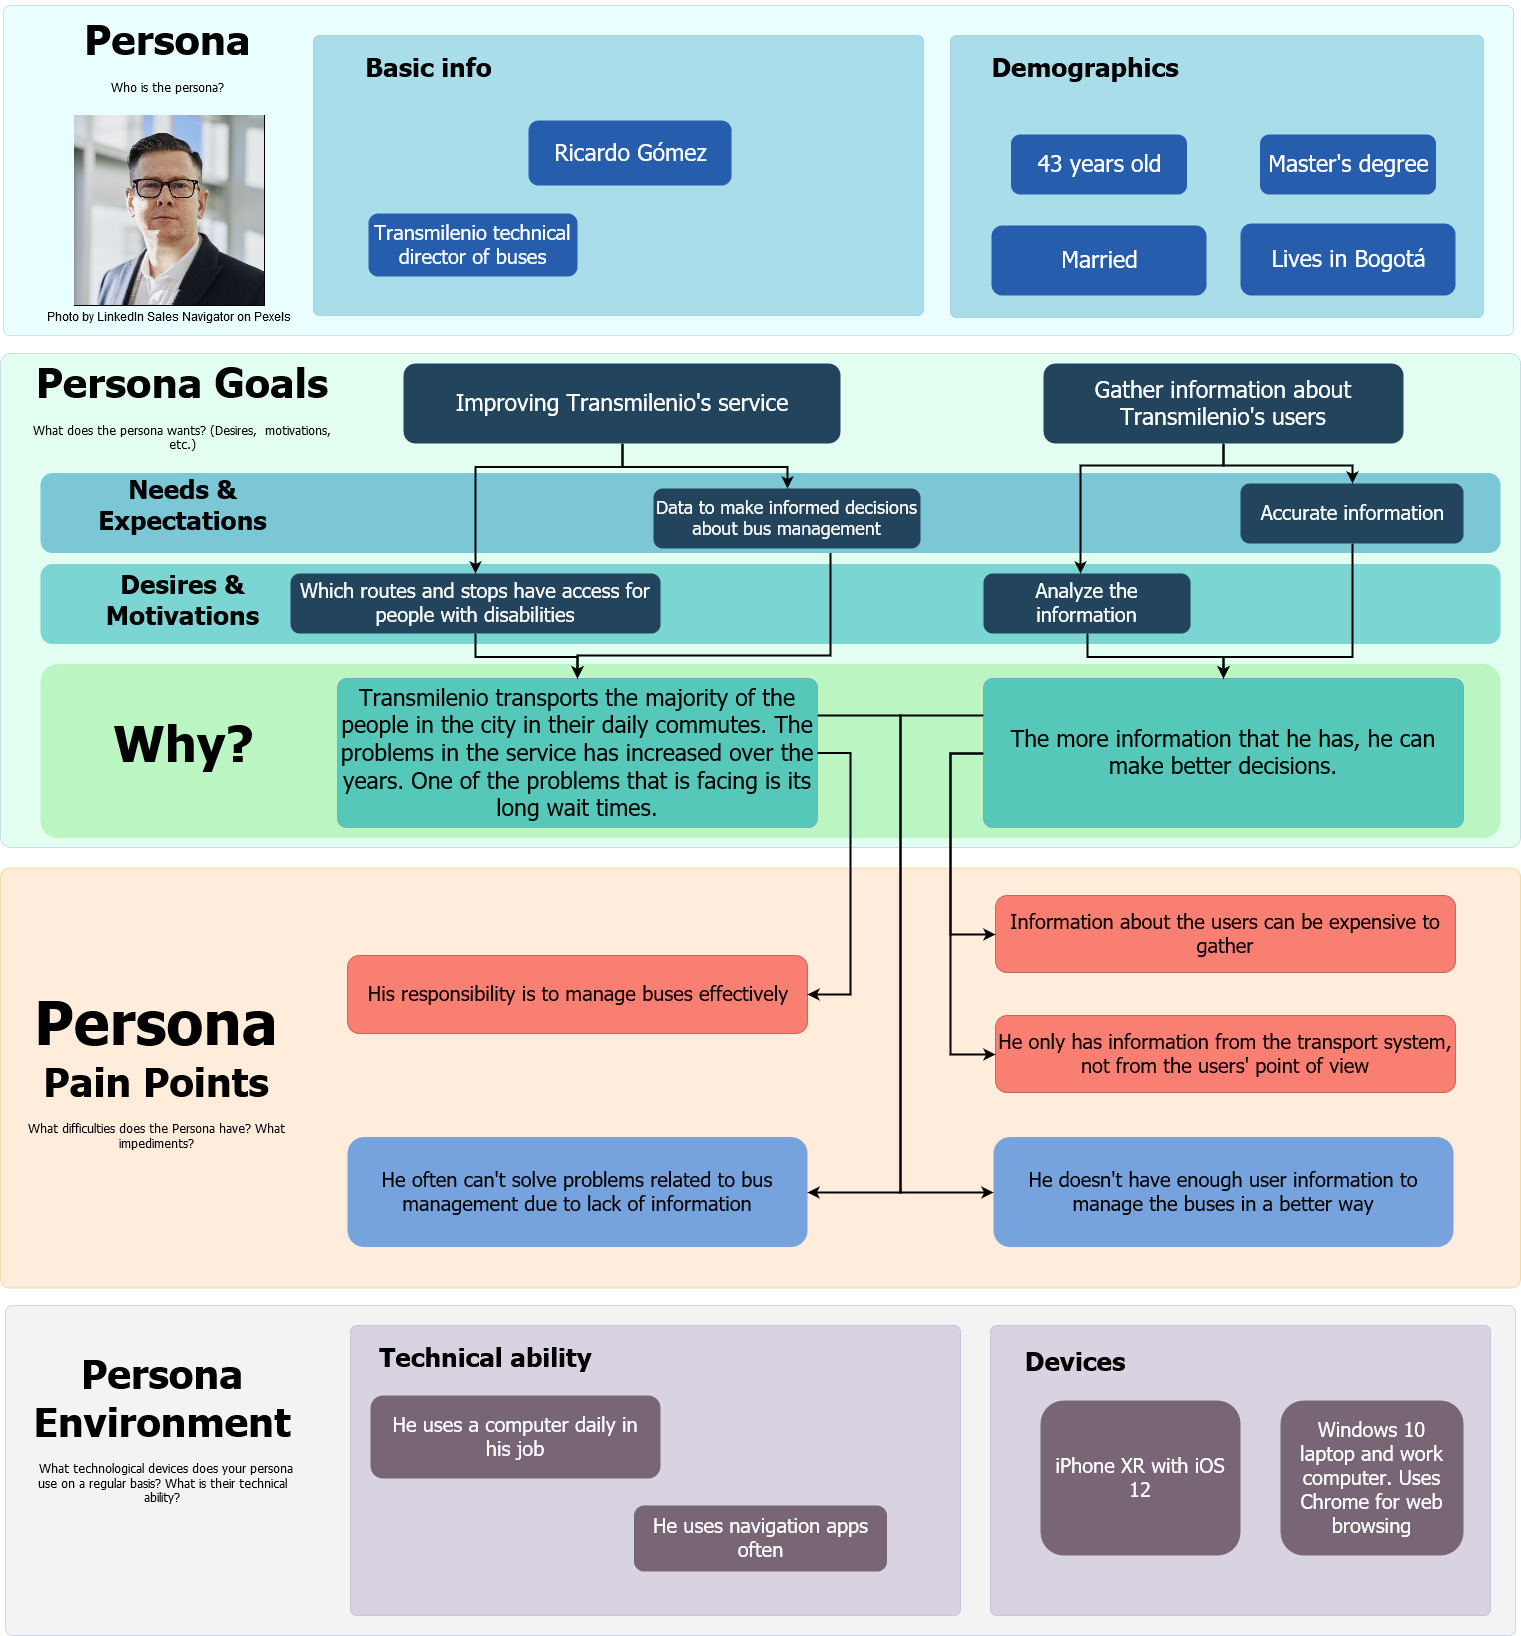 Persona
Who is the persona?
Photo by LinkedIn Sales Navigator on Pexels
Basic info
Ricardo Gómez
Transmilenio technical
director of buses
Demographics
43 years old
Master's degree
Married
Lives in Bogotá
Persona Goals
What does the persona wants? (Desires,  motivations,
etc.)
Improving Transmilenio's service
Gather information about
Transmilenio's users
Needs &
Expectations
Data to make informed decisions
about bus management
Accurate information
Desires &
Motivations
Which routes and stops have access for
people with disabilities
Analyze the
information
Why?
Transmilenio transports the majority of the
people in the city in their daily commutes. The
problems in the service has increased over the
years. One of the problems that is facing is its
long wait times.
The more information that he has, he can
make better decisions.
Persona
Pain Points
What difficulties does the Persona have? What
impediments?
His responsibility is to manage buses effectively
Information about the users can be expensive to
gather
He only has information from the transport system,
not from the users' point of view
He often can't solve problems related to bus
management due to lack of information
He doesn't have enough user information to
manage the buses in a better way
Persona
Environment
What technological devices does your persona
use on a regular basis? What is their technical
ability?
Technical ability
He uses a computer daily in
his job
He uses navigation apps
often
Devices
iPhone XR with iOS
12
Windows 10
laptop and work
computer. Uses
Chrome for web
browsing